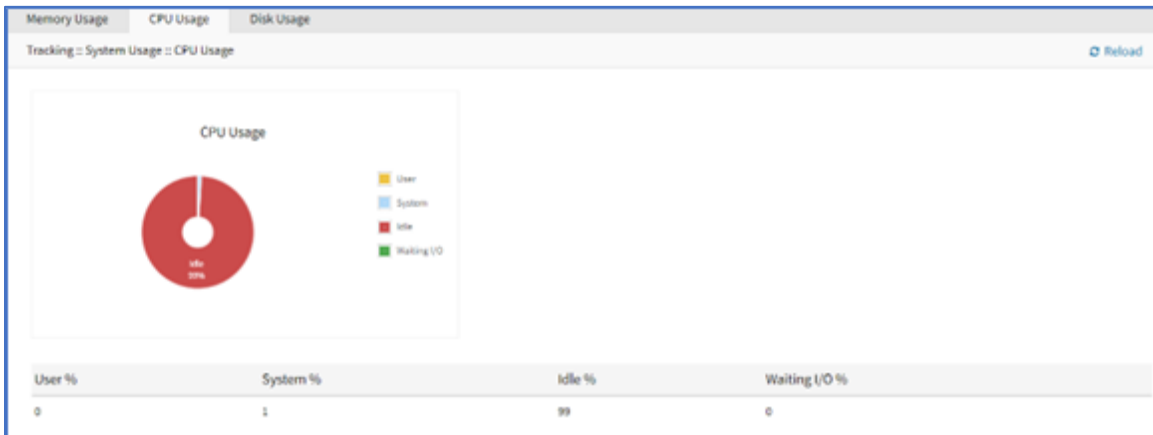 Memory Usage CPU Usage Disk Usage
Tracking :: System Usage :: CPU Usage Reload
CPU Usage
User
System
Idle
Waiting I/O
Idle
99%
User % System % Idle % Waiting I/O %
0 1 99 0